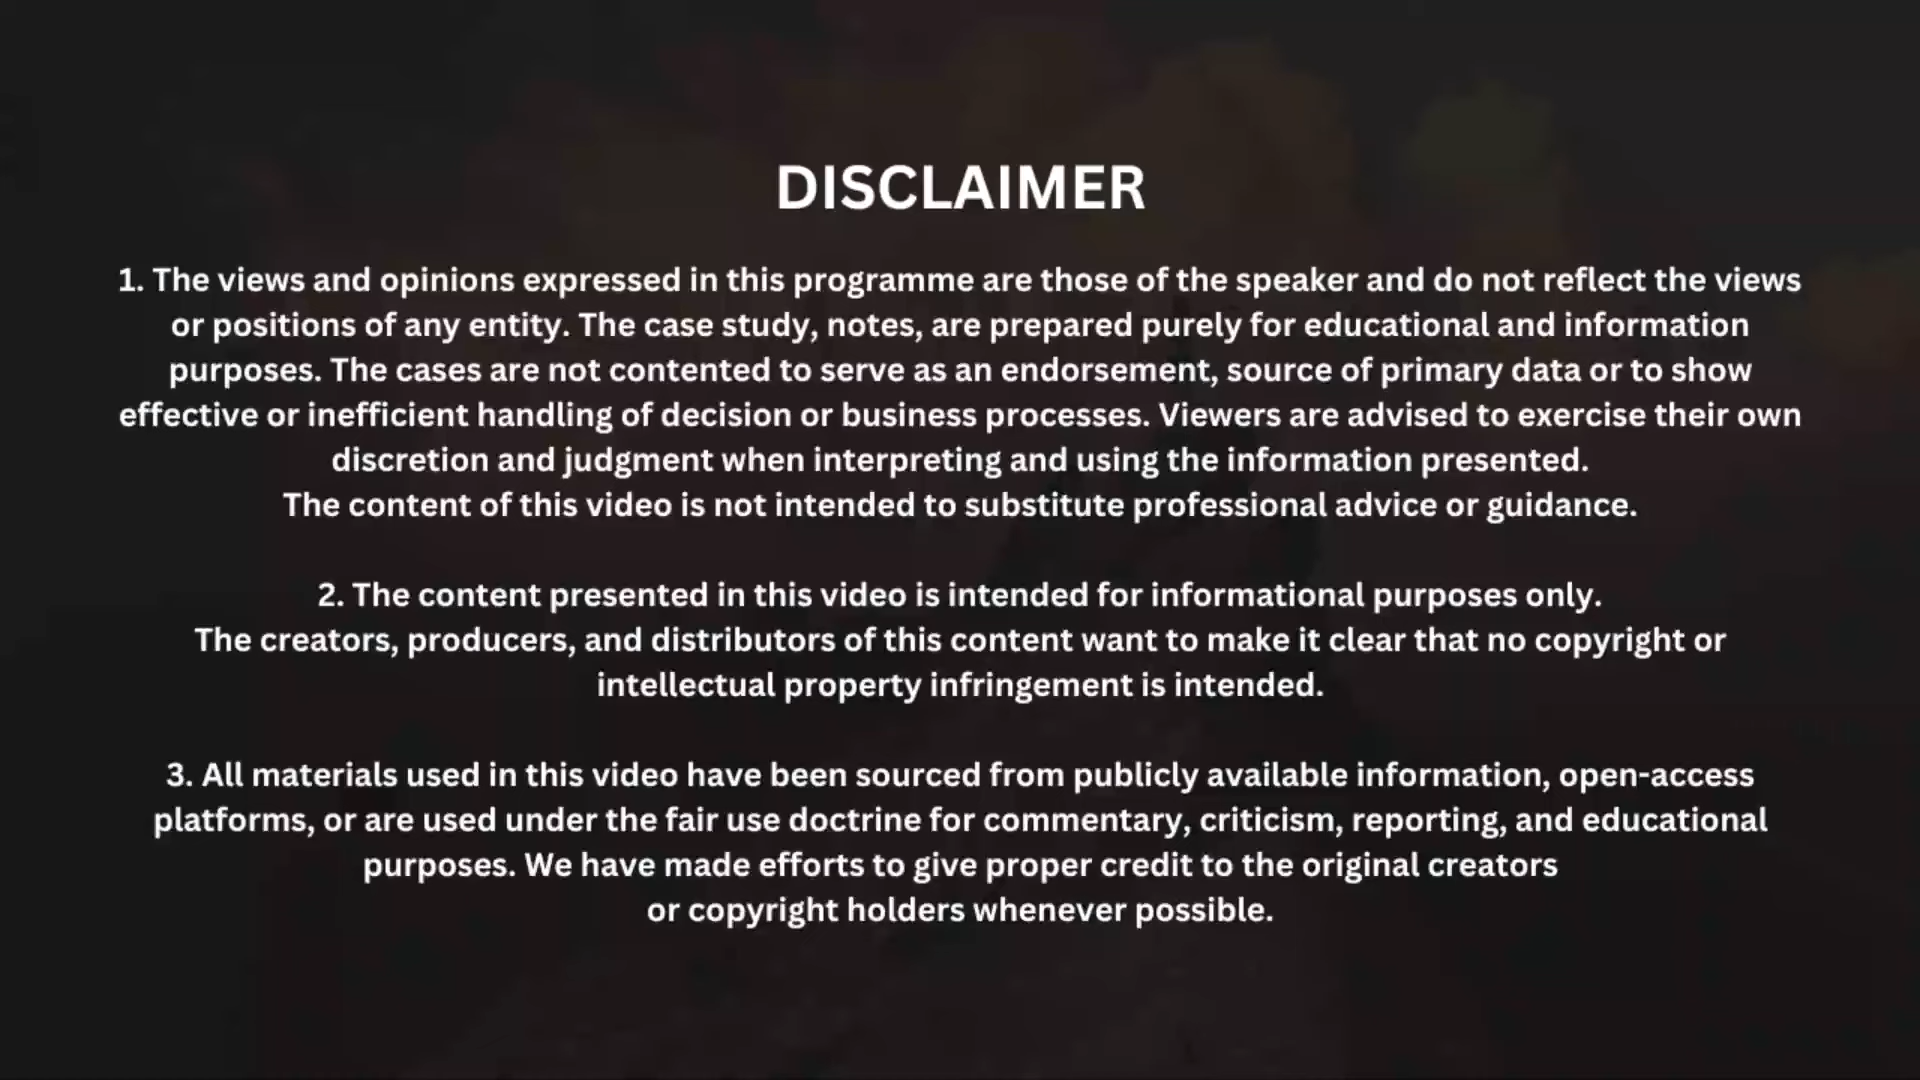 DISCLAIMER
1. The views and opinions expressed in this programme are those of the speaker and do not reflect the views
or positions of any entity. The case study, notes, are prepared purely for educational and information
purposes. The cases are not contented to serve as an endorsement, source of primary data or to show
effective or inefficient handling of decision or business processes. Viewers are advised to exercise their own
discretion and judgment when interpreting and using the information presented.
The content of this video is not intended to substitute professional advice or guidance.
2. The content presented in this video is intended for informational purposes only.
The creators, producers, and distributors of this content want to make it clear that no copyright or
intellectual property infringement is intended.
3. All materials used in this video have been sourced from publicly available information, open-access
platforms, or are used under the fair use doctrine for commentary, criticism, reporting, and educational
purposes. We have made efforts to give proper credit to the original creators
or copyright holders whenever possible.